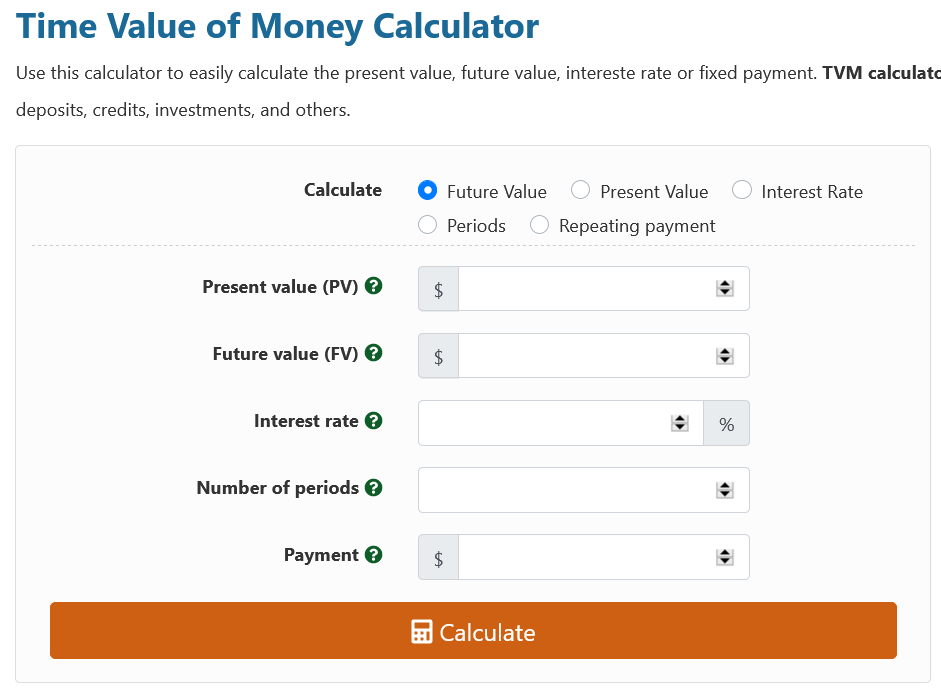 Time Value of Money Calculator
Use this calculator to easily calculate the present value, future value, intereste rate or fixed payment. TVM calculato
deposits, credits, investments, and others.
Calculate
Future Value Present Value Interest Rate
Periods Repeating payment
Present value (PV) ? $
Future value (FV) ? $
Interest rate ? %
Number of periods ?
Payment ? $
Calculate